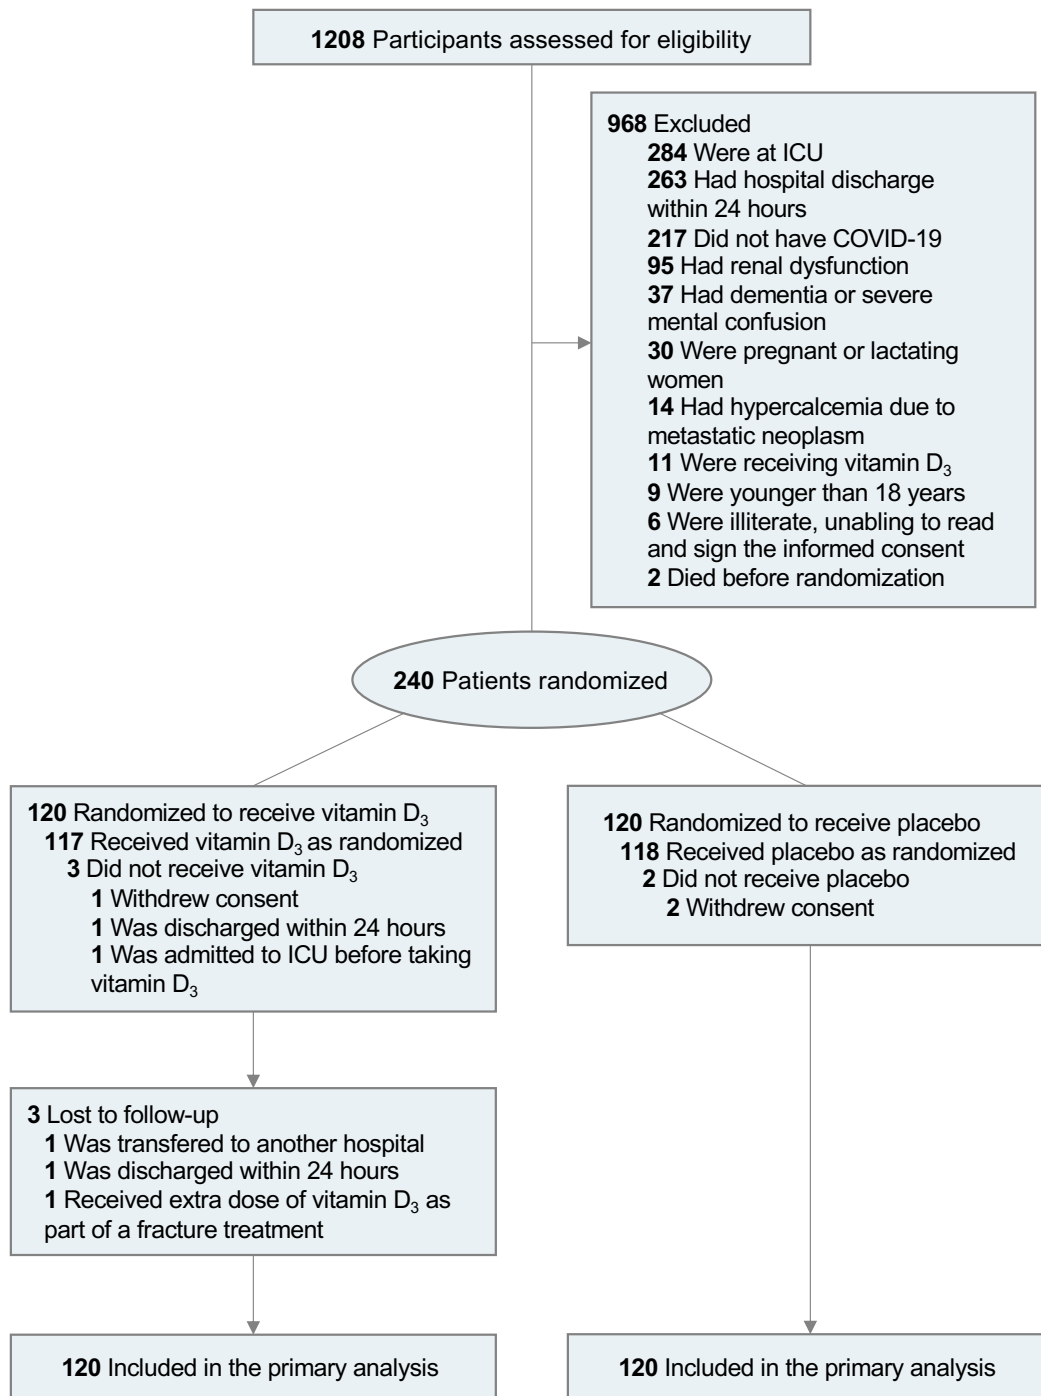 1208 Participants assessed for eligibility
968 Excluded
284 Were at ICU
263 Had hospital discharge
within 24 hours
217 Did not have COVID-19
95 Had renal dysfunction
37 Had dementia or severe
mental confusion
30 Were pregnant or lactating
women
14 Had hypercalcemia due to
metastatic neoplasm
11 Were receiving vitamin D₃
9 Were younger than 18 years
6 Were illiterate, unabling to read
and sign the informed consent
2 Died before randomization
240 Patients randomized
120 Randomized to receive vitamin D₃
117 Received vitamin D₃ as randomized
3 Did not receive vitamin D₃
1 Withdrew consent
1 Was discharged within 24 hours
1 Was admitted to ICU before taking
vitamin D₃
120 Randomized to receive placebo
118 Received placebo as randomized
2 Did not receive placebo
2 Withdrew consent
3 Lost to follow-up
1 Was transfered to another hospital
1 Was discharged within 24 hours
1 Received extra dose of vitamin D₃ as
part of a fracture treatment
120 Included in the primary analysis
120 Included in the primary analysis